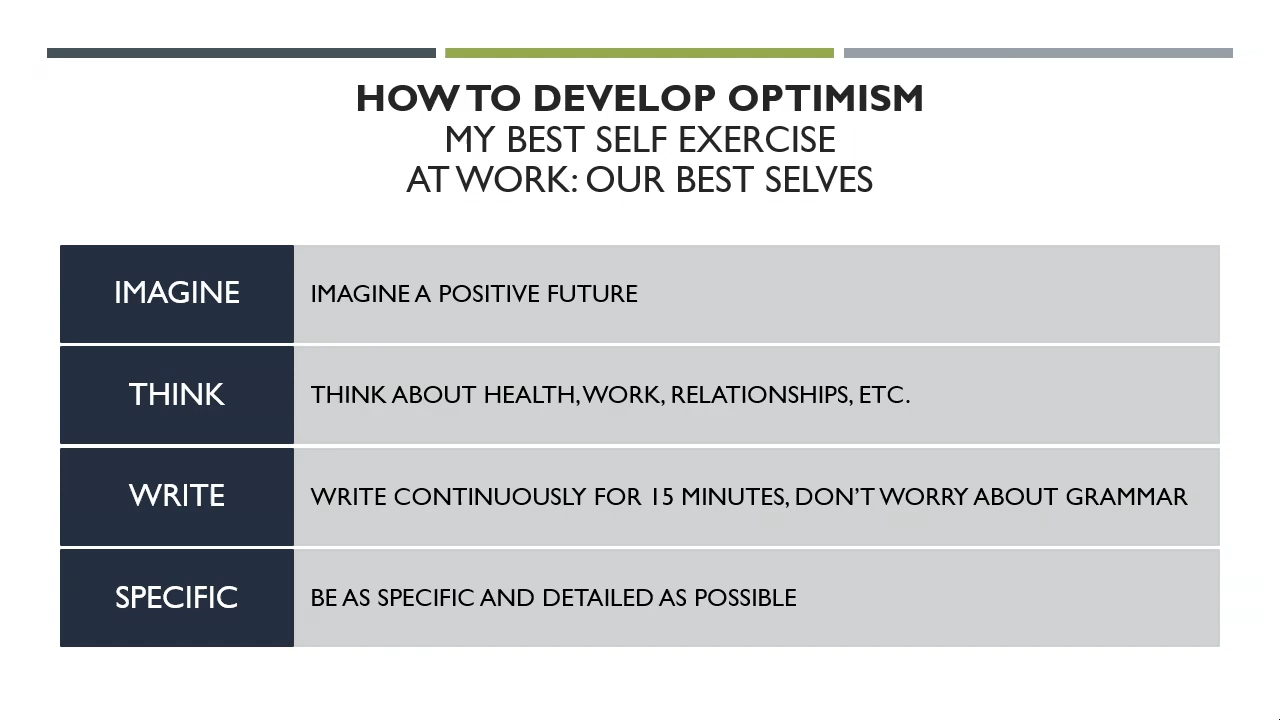 HOW TO DEVELOP OPTIMISM
MY BEST SELF EXERCISE
AT WORK: OUR BEST SELVES
IMAGINE
IMAGINE A POSITIVE FUTURE
THINK
THINK ABOUT HEALTH, WORK, RELATIONSHIPS, ETC.
WRITE
WRITE CONTINUOUSLY FOR 15 MINUTES, DON'T WORRY ABOUT GRAMMAR
SPECIFIC
BE AS SPECIFIC AND DETAILED AS POSSIBLE